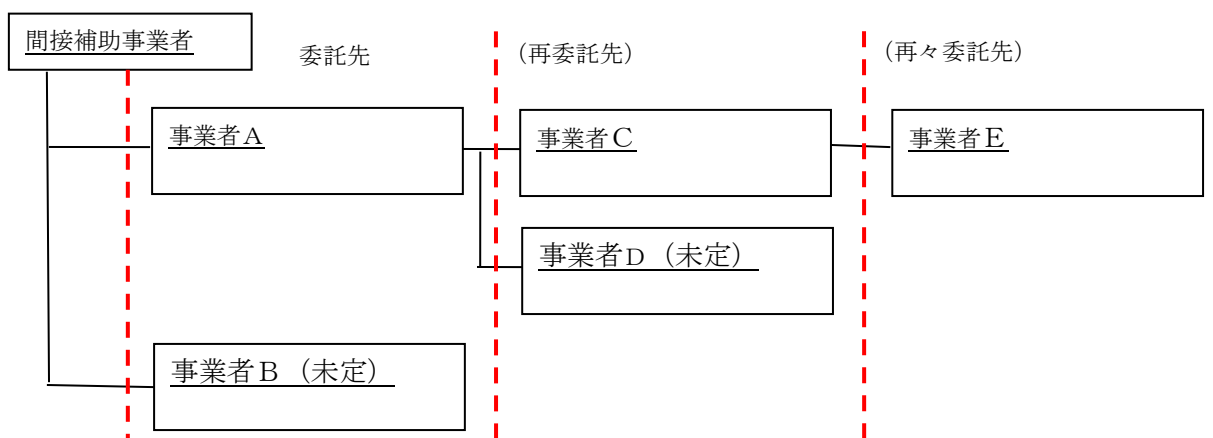 間接補助事業者
委託先
（再委託先）
（再々委託先）
事業者A
事業者C
事業者E
事業者D（未定）
事業者B（未定）